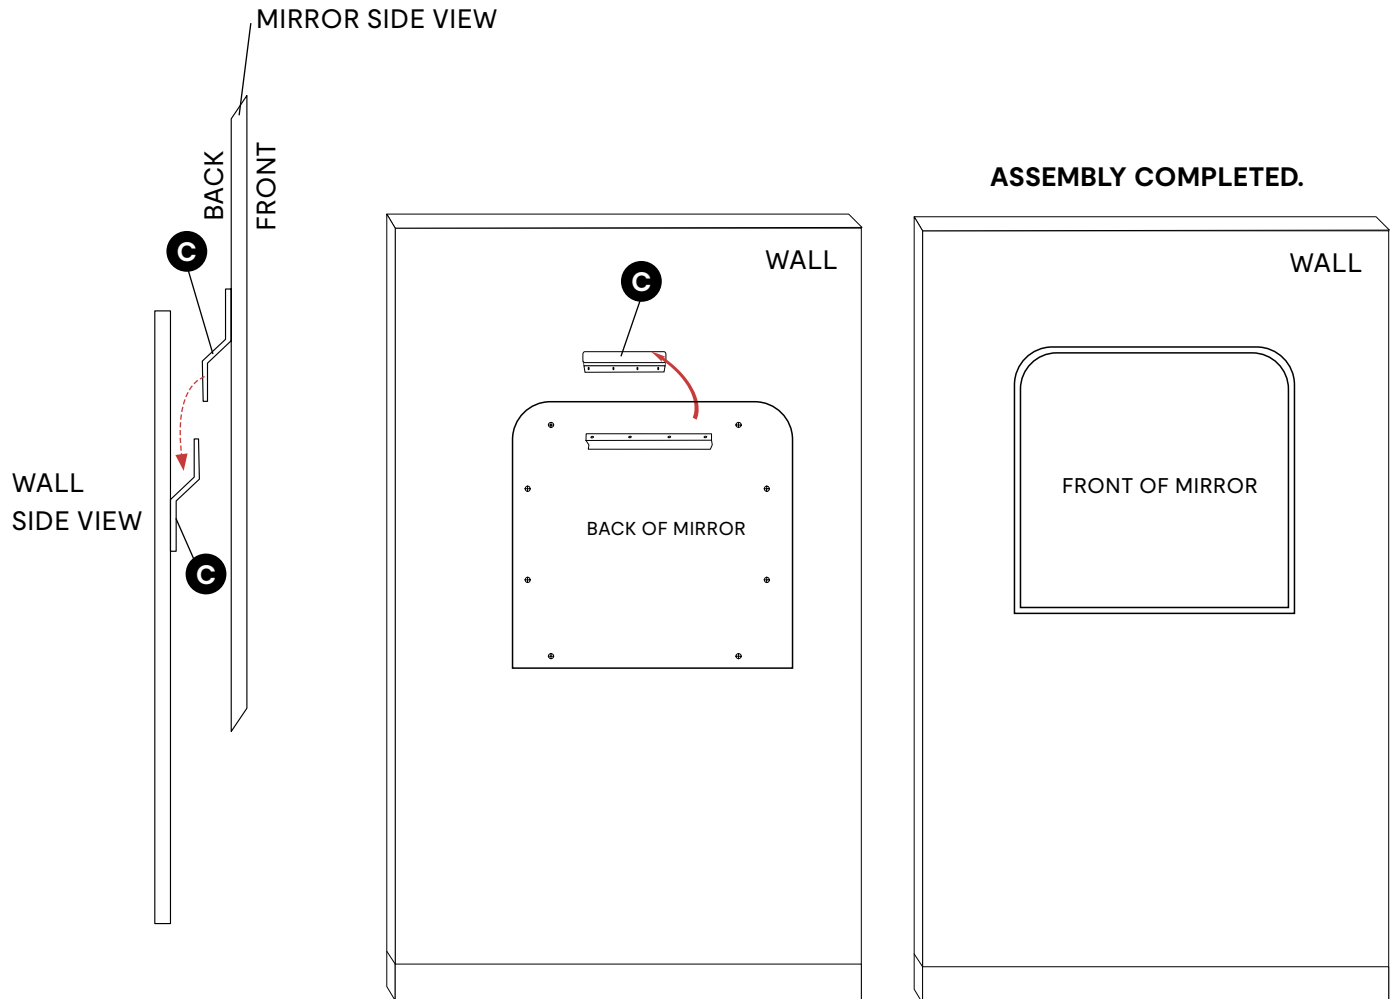 MIRROR SIDE VIEW
BACK
FRONT
C
WALL
SIDE VIEW
C
WALL
C
BACK OF MIRROR
ASSEMBLY COMPLETED.
WALL
FRONT OF MIRROR